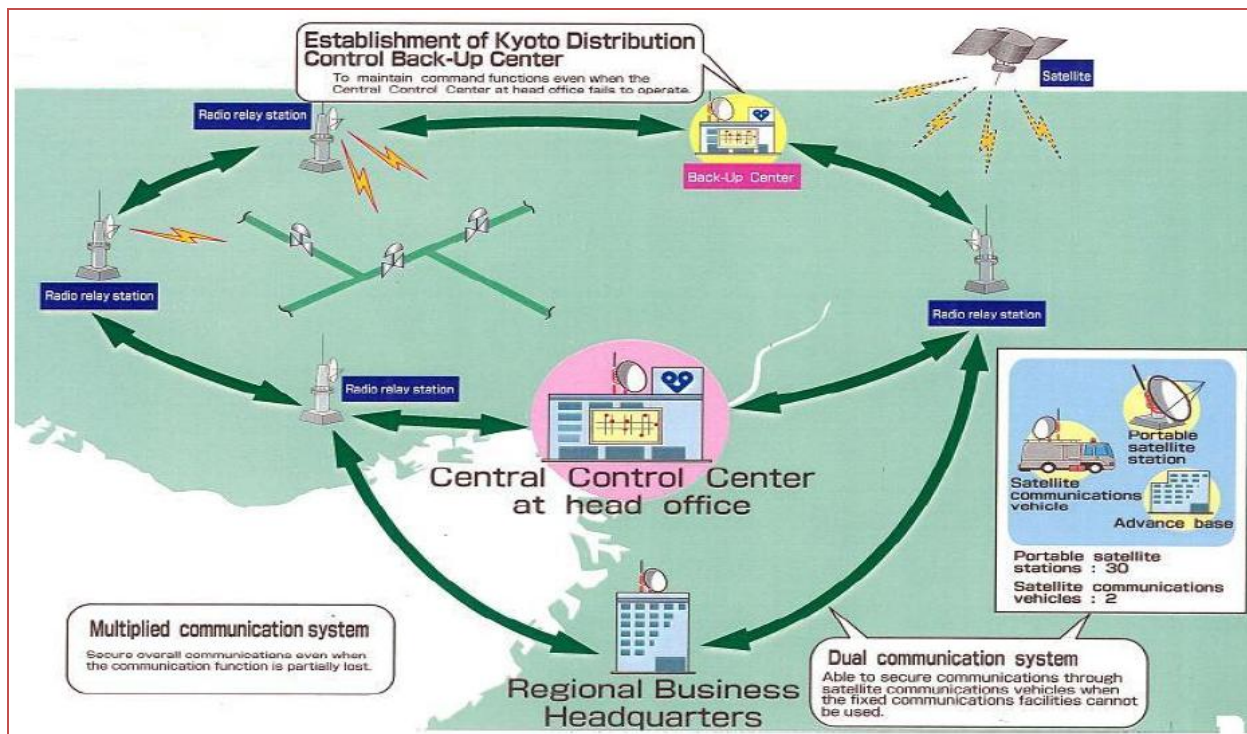 Establishment of Kyoto Distribution
Control Back-Up Center
To maintain command functions even when the
Central Control Center at head office fails to operate.
Satellite
Radio relay station
Back-Up Center
Radio relay station
Radio relay station
Radio relay station
Central Control Center
at head office
Portable
satellite
station
Satellite
communications
vehicle
Advance base
Portable satellite
stations : 30
Satellite communications
vehicles : 2
Multiplied communication system
Secure overall communications even when
the communication function is partially lost.
Dual communication system
Able to secure communications through
satellite communications vehicles when
the fixed communications facilities cannot
be used.
Regional Business
Headquarters